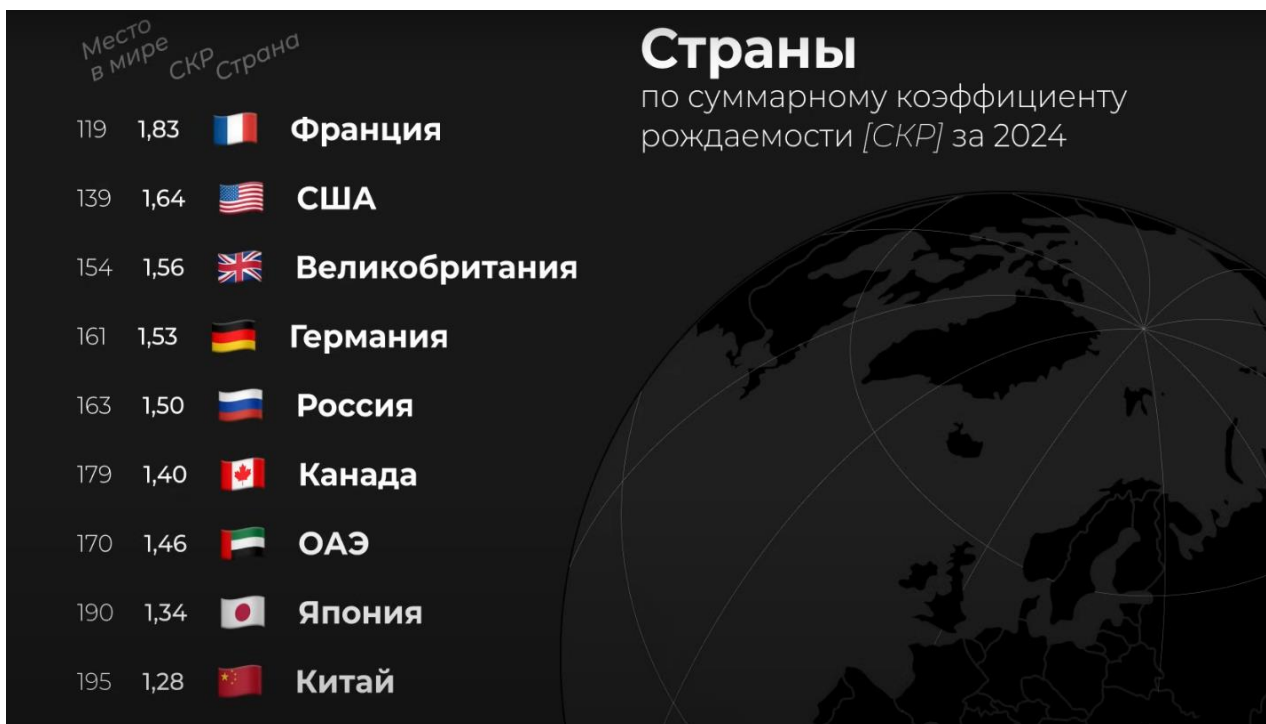 Место
в мире
СКР
Страна
119 1,83 Франция
139 1,64 США
154 1,56 Великобритания
161 1,53 Германия
163 1,50 Россия
179 1,40 Канада
170 1,46 ОАЭ
190 1,34 Япония
195 1,28 Китай
Страны
по суммарному коэффициенту
рождаемости [СКР] за 2024